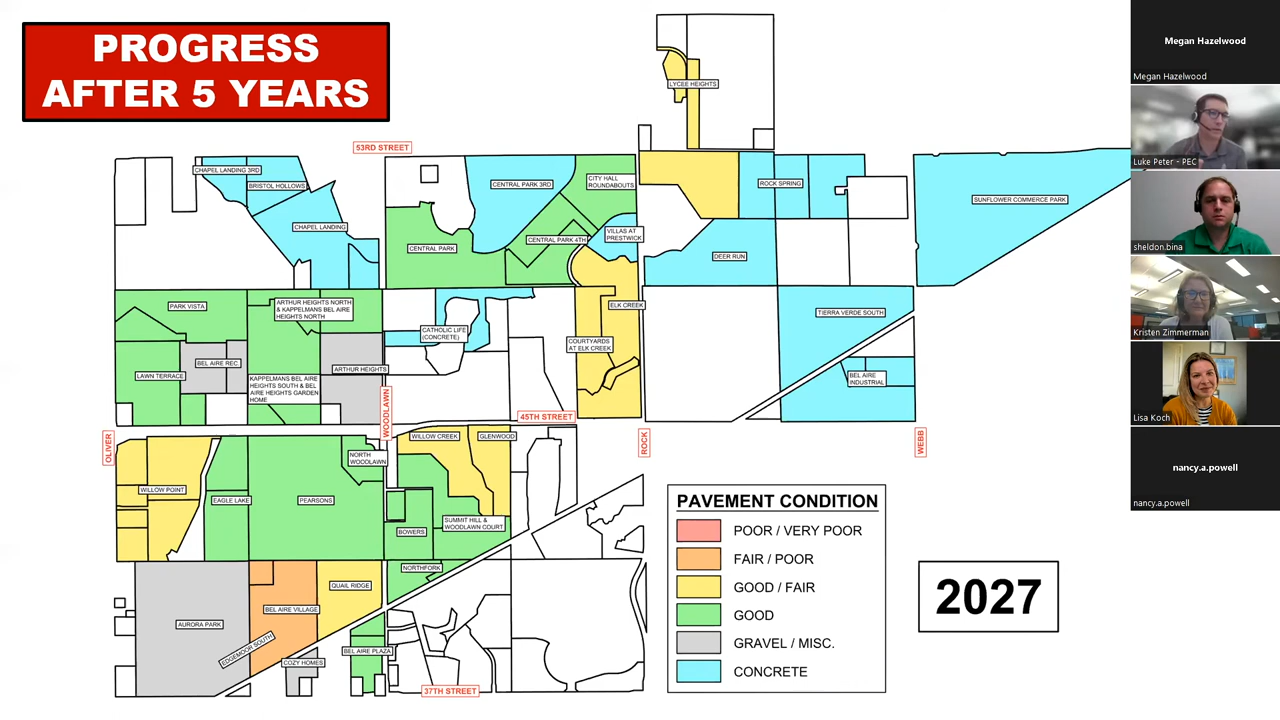 PROGRESS
AFTER 5 YEARS
LYCEE HEIGHTS
53RD STREET
CHAPEL LANDING 3RD
BRISTOL HOLLOWS
CHAPEL LANDING
CENTRAL PARK 3RD
CITY HALL
ROUNDABOUTS
ROCK SPRING
SUNFLOWER COMMERCE PARK
CENTRAL PARK
CENTRAL PARK 4TH
VILLAS AT
PRESTWICK
DEER RUN
PARK VISTA
ARTHUR HEIGHTS NORTH
& KAPPELMANS BEL AIRE
HEIGHTS NORTH
ELK CREEK
TIERRA VERDE SOUTH
CATHOLIC LIFE
(CONCRETE)
COURTYARDS
AT ELK CREEK
BEL AIRE REC.
LAWN TERRACE
ARTHUR HEIGHTS
KAPPELMANS BEL AIRE
HEIGHTS SOUTH & BEL
AIRE HEIGHTS GARDEN
HOME
BEL AIRE
INDUSTRIAL
WOODLAWN
45TH STREET
OLIVER
ROCK
WEBB
WILLOW CREEK
GLENWOOD
NORTH
WOODLAWN
WILLOW POINT
EAGLE LAKE
PEARSONS
SUMMIT HILL &
WOODLAWN COURT
BOWERS
NORTHFORK
QUAIL RIDGE
BEL AIRE VILLAGE
AURORA PARK
EDGEMOOR SOUTH
COZY HOMES
BEL AIRE PLAZA
37TH STREET
PAVEMENT CONDITION
POOR / VERY POOR
FAIR / POOR
GOOD / FAIR
GOOD
GRAVEL / MISC.
CONCRETE
2027
Megan Hazelwood
Megan Hazelwood
Luke Peter - PEC
sheldon.bina
Kristen Zimmerman
Lisa Koch
nancy.a.powell
nancy.a.powell